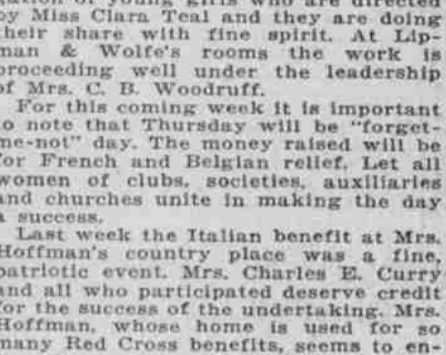 gation of young girls who are directed
by Miss Clara Teal and they are doing
their share with fine spirit. At Lip-
man & Wolfe's rooms the work is
proceeding well under the leadership
of Mrs. C. B. Woodruff.
For this coming week it is important
to note that Thursday will be "forget-
me-not" day. The money raised will be
for French and Belgian relief. Let all
women of clubs, societies, auxiliaries
and churches unite in making the day
a success.
Last week the Italian benefit at Mrs.
Hoffman's country place was a fine,
patriotic event. Mrs. Charles E. Curry
and all who participated deserve credit
for the success of the undertaking. Mrs.
Hoffman, whose home is used for so
many Red Cross benefits, seems to en-